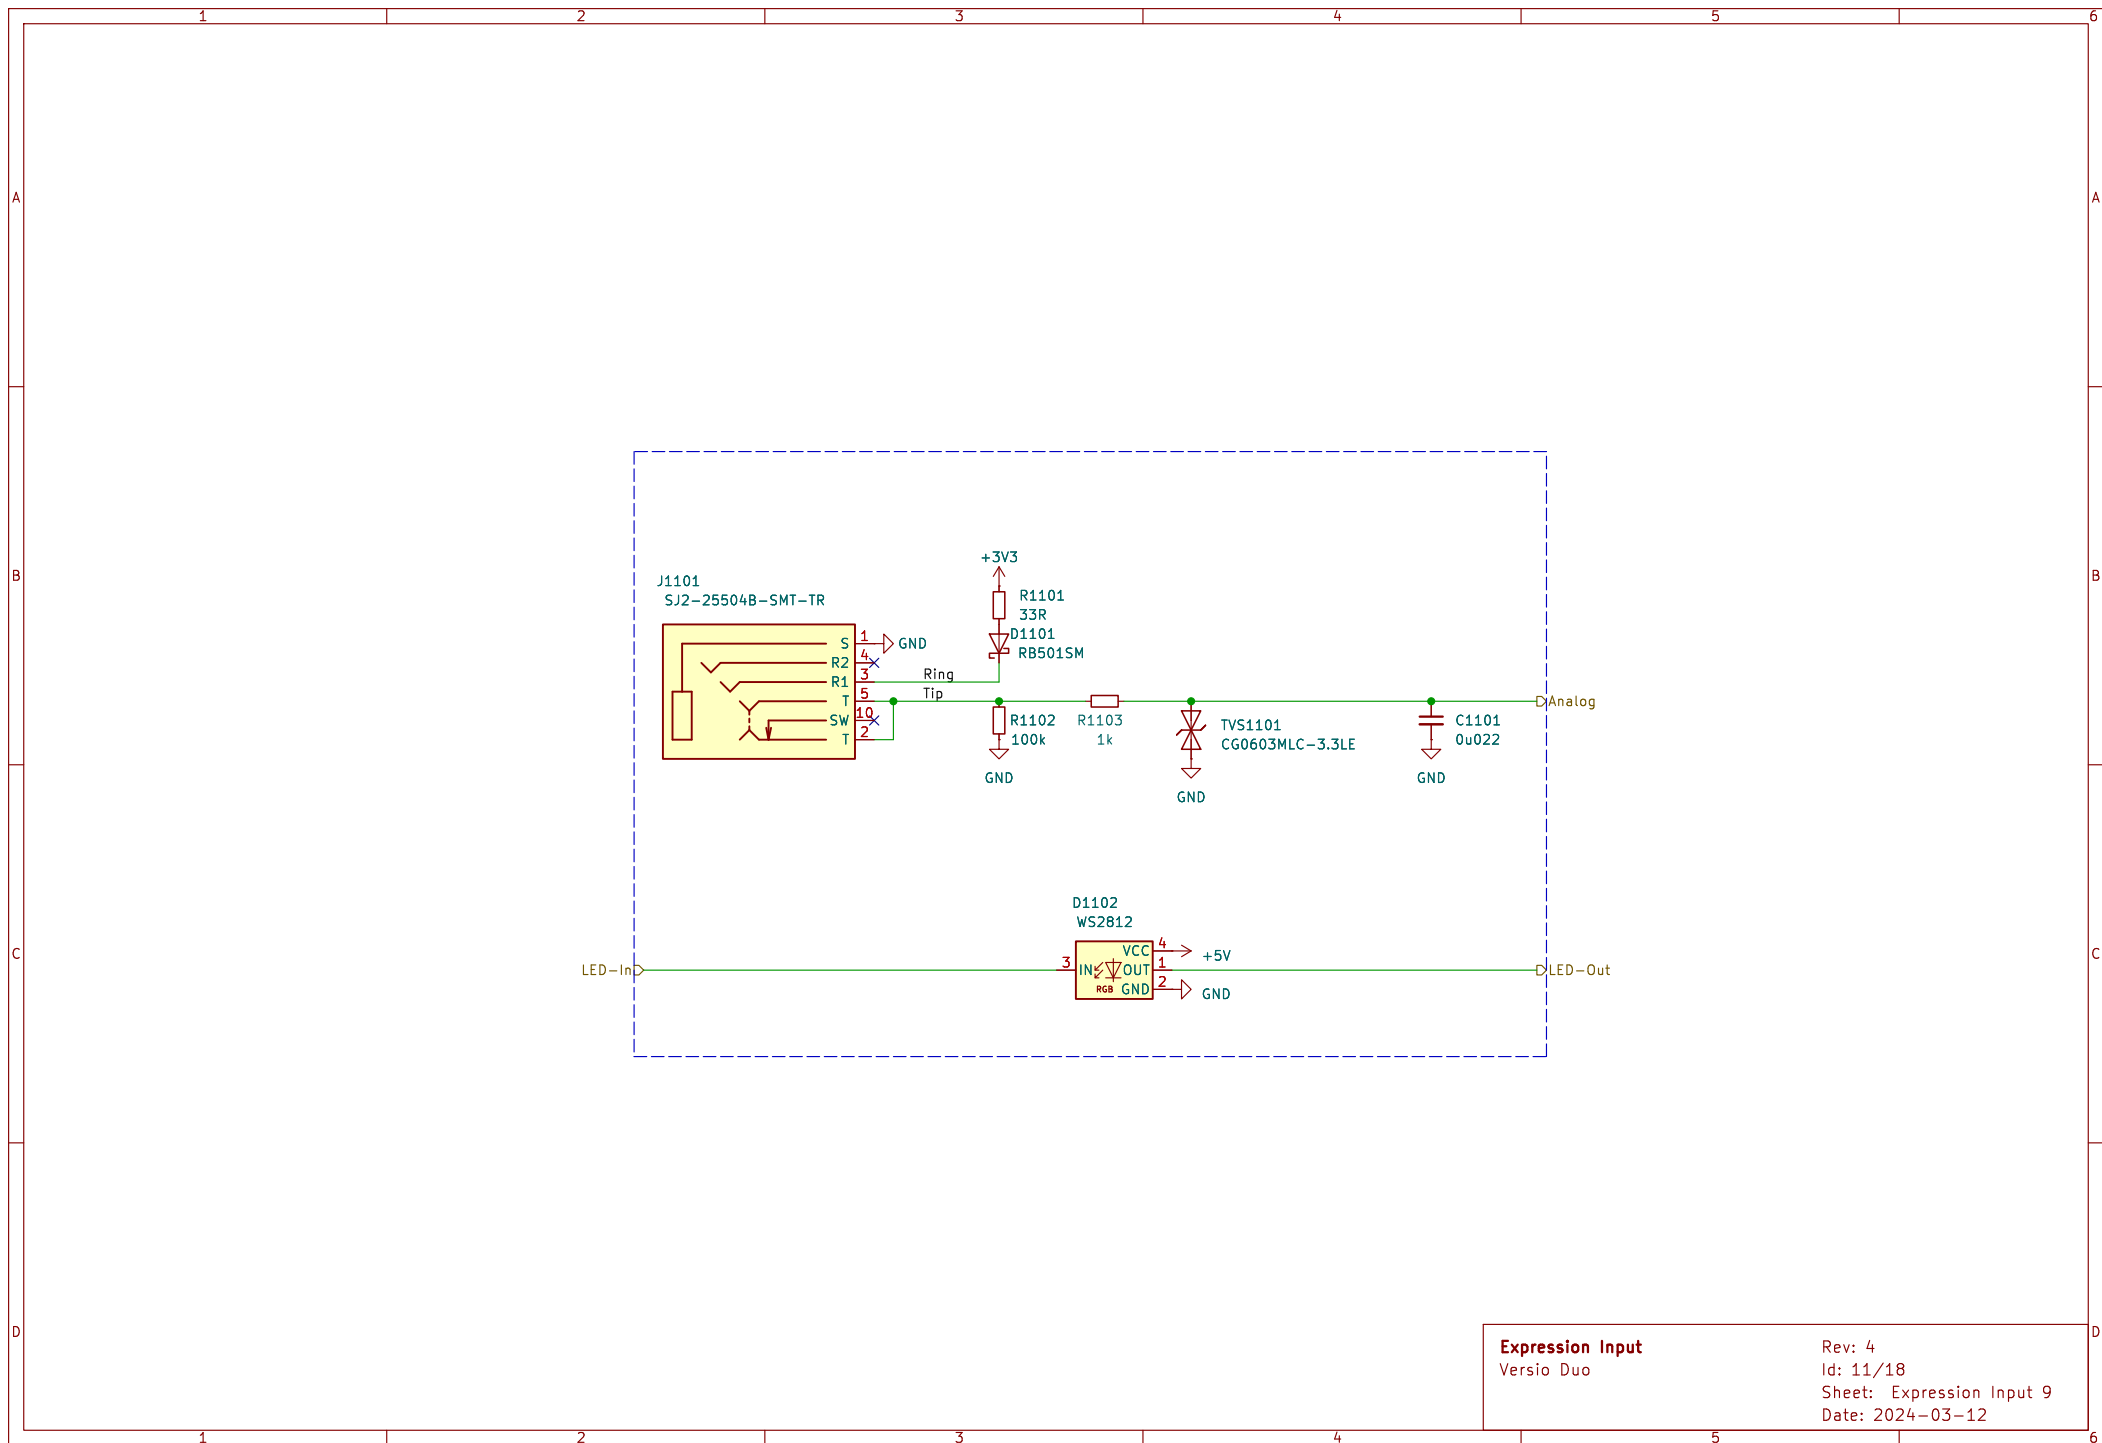 1 2 3 4 5 6
A A
B B
C C
D D
+3V3
J1101
SJ2-25504B-SMT-TR
R1101
33R
D1101
RB501SM
S 1 GND
R2 4
R1 3 Ring
T 5 Tip
SW 10
T 2
R1102
100k
GND
R1103
1k
TVS1101
CG0603MLC-3.3LE
GND
C1101
0u022
GND
Analog
D1102
WS2812
VCC 4 +5V
LED-In 3 IN OUT 1 LED-Out
RGB GND 2 GND
Expression Input
Versio Duo
Rev: 4
Id: 11/18
Sheet: Expression Input 9
Date: 2024-03-12
1 2 3 4 5 6